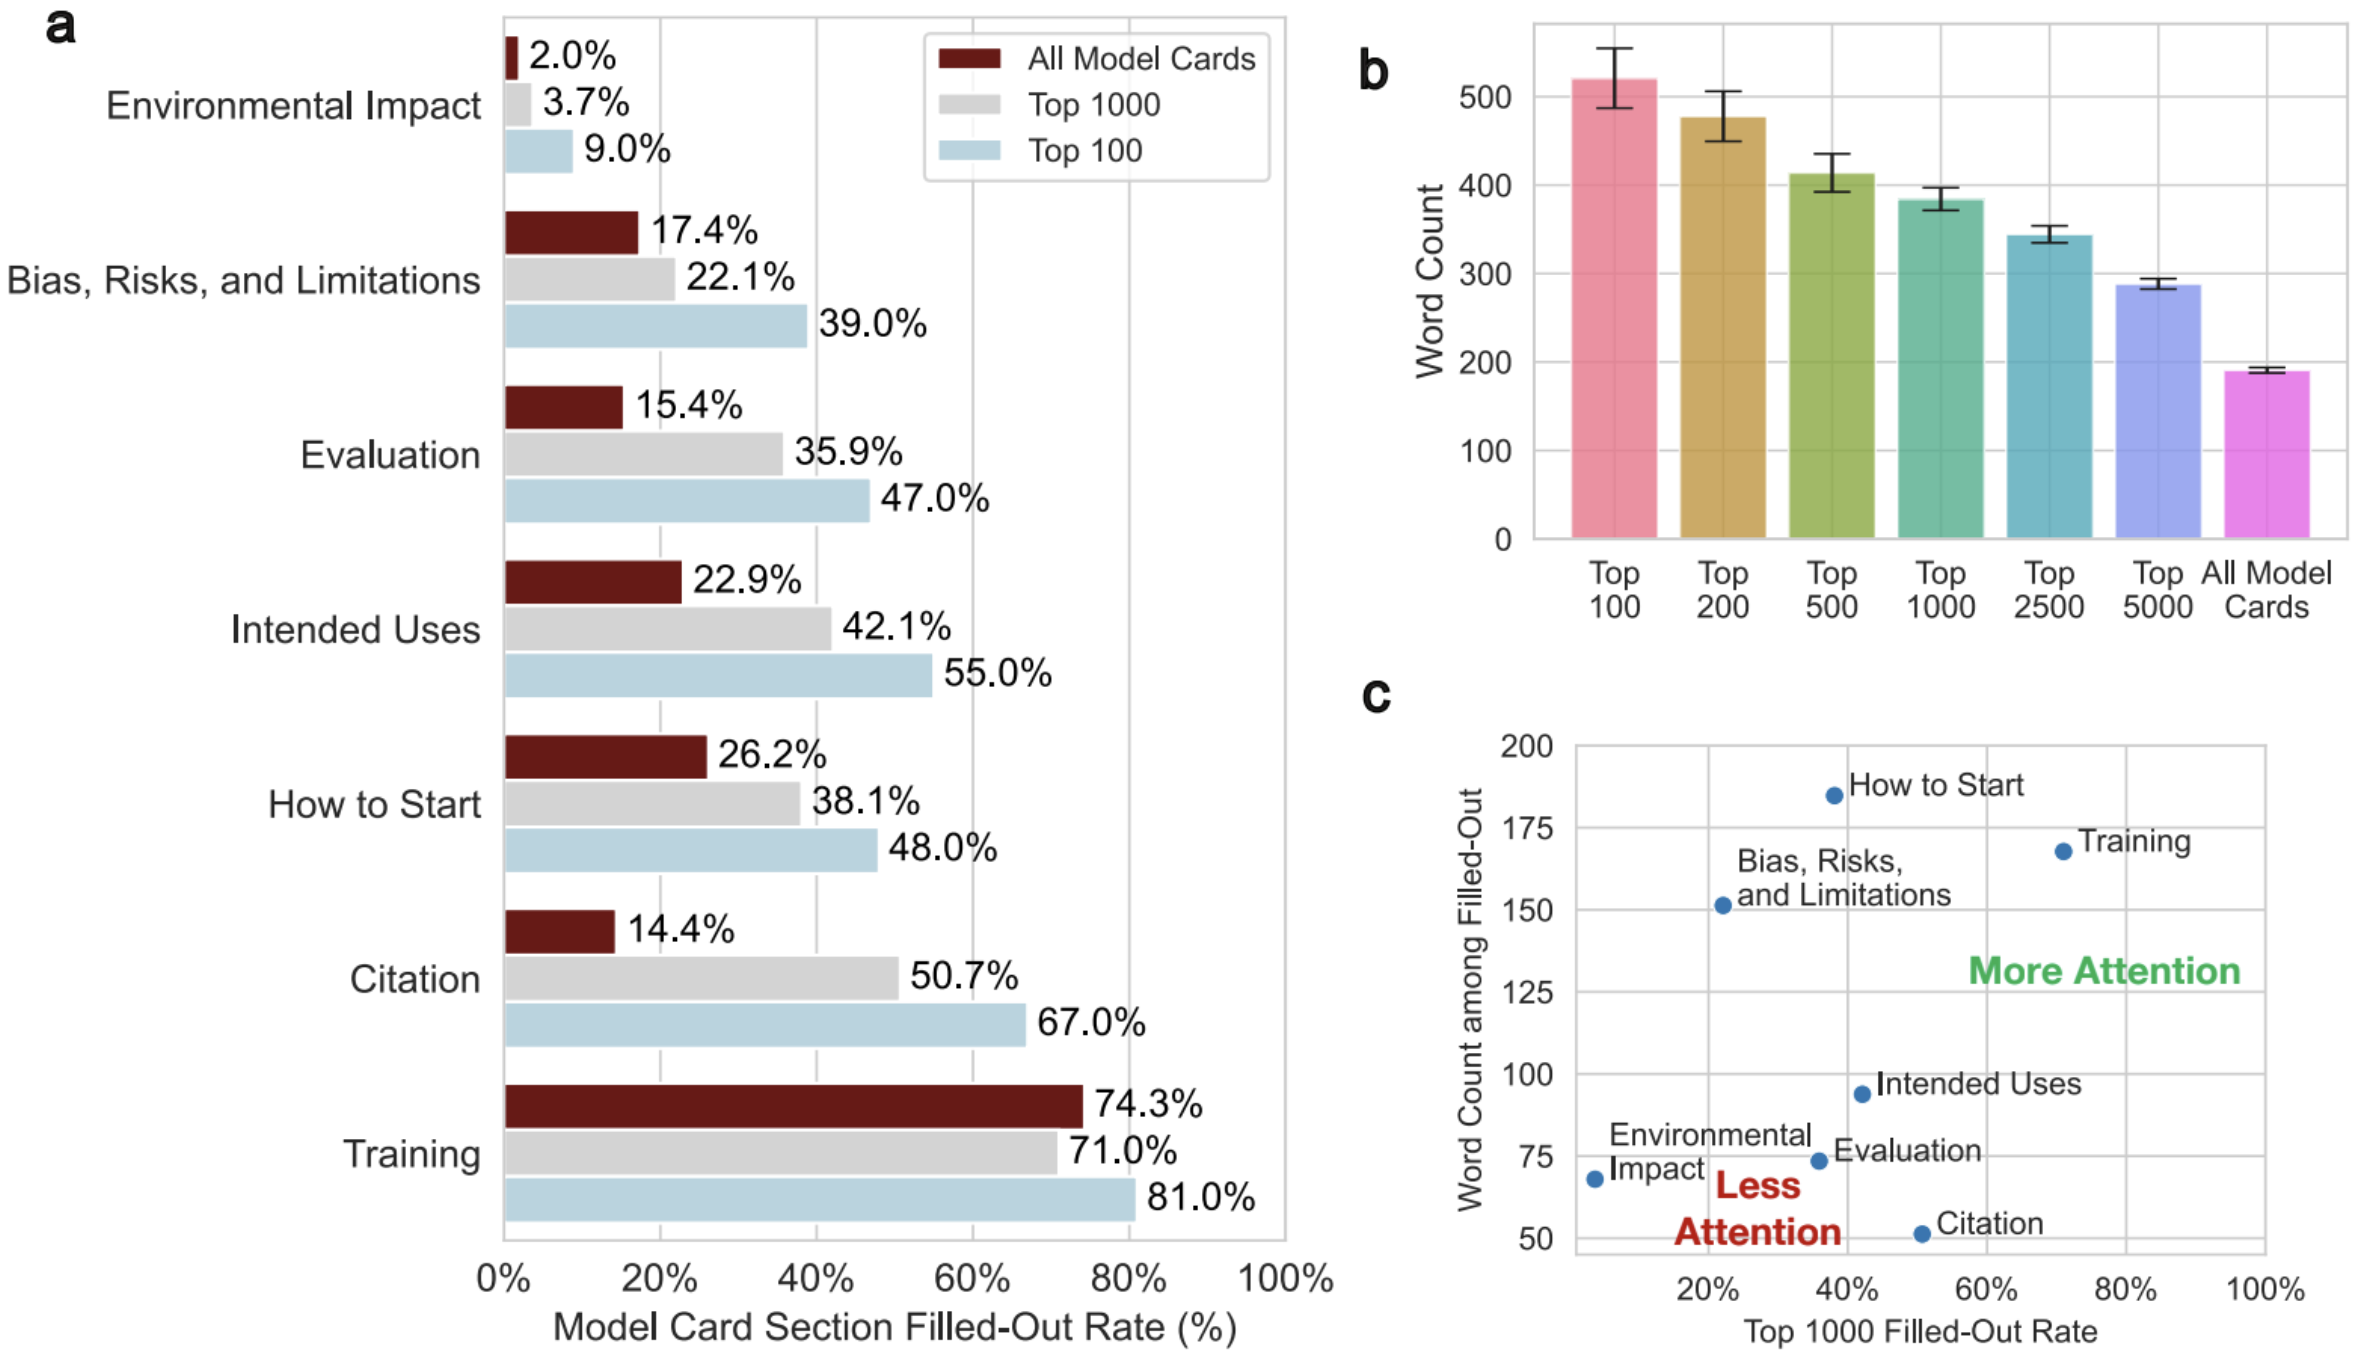 a
Environmental Impact
2.0%
3.7%
9.0%
All Model Cards
Top 1000
Top 100
Bias, Risks, and Limitations
17.4%
22.1%
39.0%
Evaluation
15.4%
35.9%
47.0%
Intended Uses
22.9%
42.1%
55.0%
How to Start
26.2%
38.1%
48.0%
Citation
14.4%
50.7%
67.0%
Training
74.3%
71.0%
81.0%
0% 20% 40% 60% 80% 100%
Model Card Section Filled-Out Rate (%)
b
Word Count
500
400
300
200
100
0
Top Top Top Top Top Top All Model
100 200 500 1000 2500 5000 Cards
c
Word Count among Filled-Out
200
175
150
125
100
75
50
How to Start
Training
Bias, Risks,
and Limitations
More Attention
Intended Uses
Environmental
Impact
Evaluation
Less
Attention
Citation
20% 40% 60% 80% 100%
Top 1000 Filled-Out Rate